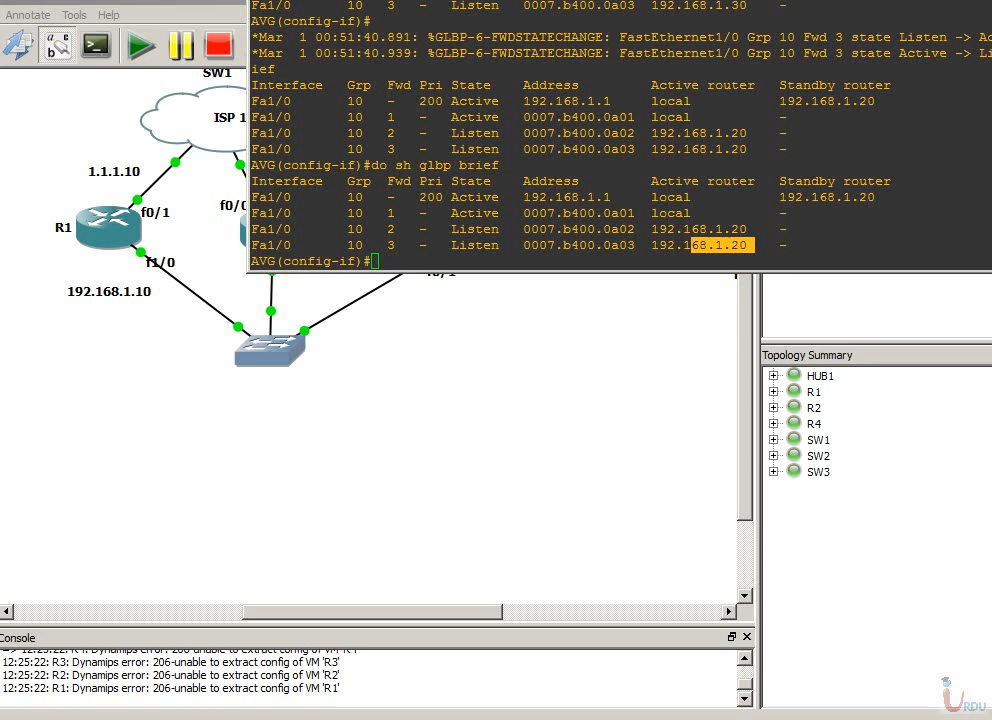 Annotate Tools Help
Fa1/0 10 3 - Listen 0007.b400.0a03 192.168.1.30 -
AVG(config-if)#
*Mar 1 00:51:40.891: %GLBP-6-FWDSTATECHANGE: FastEthernet1/0 Grp 10 Fwd 3 state Listen -> Ac
*Mar 1 00:51:40.939: %GLBP-6-FWDSTATECHANGE: FastEthernet1/0 Grp 10 Fwd 3 state Active -> Li
ief
Interface Grp Fwd Pri State Address Active router Standby router
Fa1/0 10 - 200 Active 192.168.1.1 local 192.168.1.20
Fa1/0 10 1 - Active 0007.b400.0a01 local -
Fa1/0 10 2 - Listen 0007.b400.0a02 192.168.1.20 -
Fa1/0 10 3 - Listen 0007.b400.0a03 192.168.1.20 -
AVG(config-if)#do sh glbp brief
Interface Grp Fwd Pri State Address Active router Standby router
Fa1/0 10 - 200 Active 192.168.1.1 local 192.168.1.20
Fa1/0 10 1 - Active 0007.b400.0a01 local -
Fa1/0 10 2 - Listen 0007.b400.0a02 192.168.1.20 -
Fa1/0 10 3 - Listen 0007.b400.0a03 192.168.1.20 -
AVG(config-if)#
SW1
ISP 1
1.1.1.10
f0/1
f0/0
R1
f1/0
192.168.1.10
Topology Summary
HUB1
R1
R2
R4
SW1
SW2
SW3
Console
12:25:22: R3: Dynamips error: 206-unable to extract config of VM 'R3'
12:25:22: R2: Dynamips error: 206-unable to extract config of VM 'R2'
12:25:22: R1: Dynamips error: 206-unable to extract config of VM 'R1'
URDU